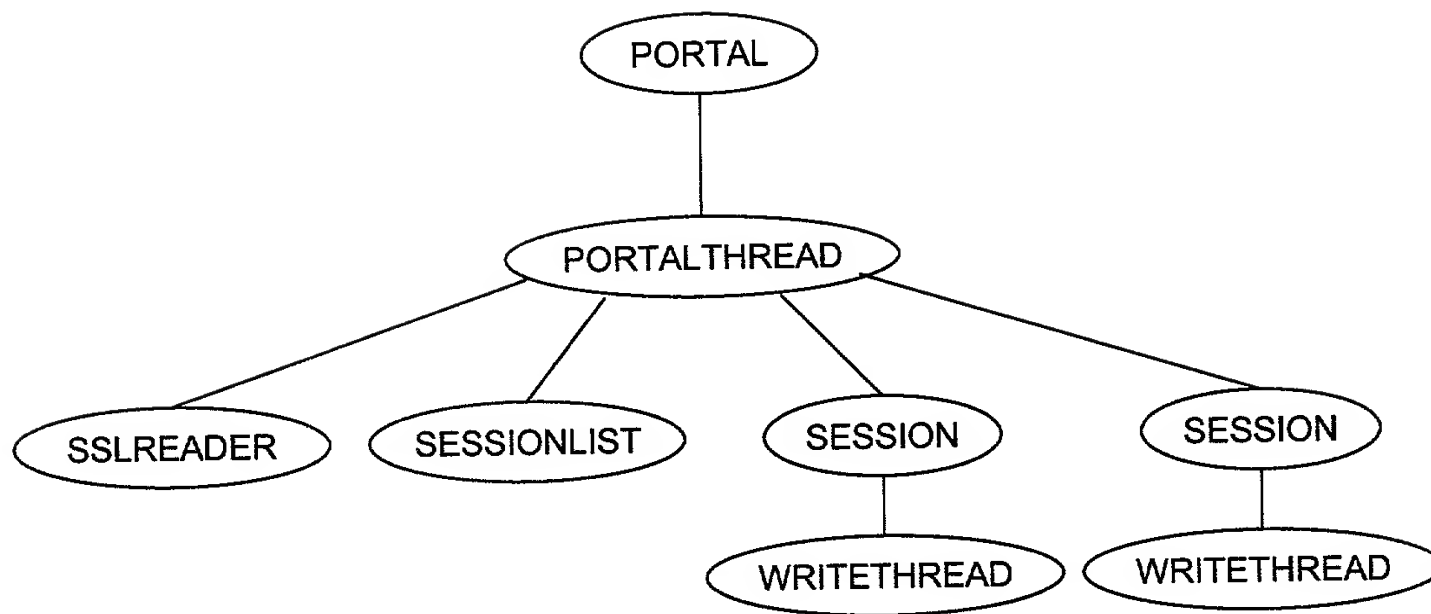 PORTAL
PORTALTHREAD
SSLREADER
SESSIONLIST
SESSION
SESSION
WRITETHREAD
WRITETHREAD